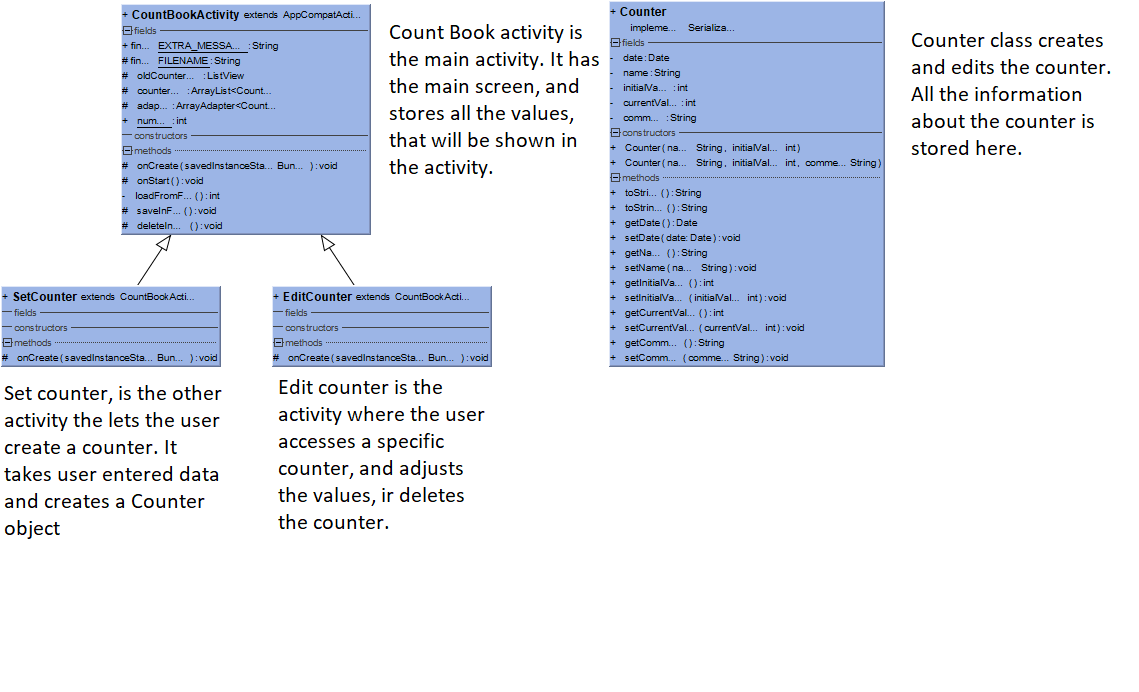 + CountBookActivity extends AppCompatActi...
fields
+ fin... EXTRA_MESSA... : String
# fin... FILENAME : String
# oldCounter... : ListView
# counter... : ArrayList<Count...
# adap... : ArrayAdapter<Count...
+ num... : int
constructors
methods
# onCreate ( savedInstanceSta... Bun... ) : void
# onStart ( ) : void
- loadFromF... ( ) : int
# saveInF... ( ) : void
# deleteIn... ( ) : void
Count Book activity is
the main activity. It has
the main screen, and
stores all the values,
that will be shown in
the activity.
+ Counter
impleme... Serializa...
fields
- date : Date
- name : String
- initialVa... : int
- currentVal... : int
- comm... : String
constructors
+ Counter ( na... String , initialVal... int )
+ Counter ( na... String , initialVal... int , comme... String )
methods
+ toStri... ( ) : String
+ toStrin... ( ) : String
+ getDate ( ) : Date
+ setDate ( date: Date ) : void
+ getNa... ( ) : String
+ setName ( na... String ) : void
+ getInitialVa... ( ) : int
+ setInitialVa... ( initialVal... int ) : void
+ getCurrentVal... ( ) : int
+ setCurrentVal... ( currentVal... int ) : void
+ getComm... ( ) : String
+ setComm... ( comme... String ) : void
Counter class creates
and edits the counter.
All the information
about the counter is
stored here.
+ SetCounter extends CountBookActi...
fields
constructors
methods
# onCreate ( savedInstanceSta... Bun... ) : void
+ EditCounter extends CountBookActi...
fields
constructors
methods
# onCreate ( savedInstanceSta... Bun... ) : void
Set counter, is the other
activity the lets the user
create a counter. It
takes user entered data
and creates a Counter
object
Edit counter is the
activity where the user
accesses a specific
counter, and adjusts
the values, ir deletes
the counter.